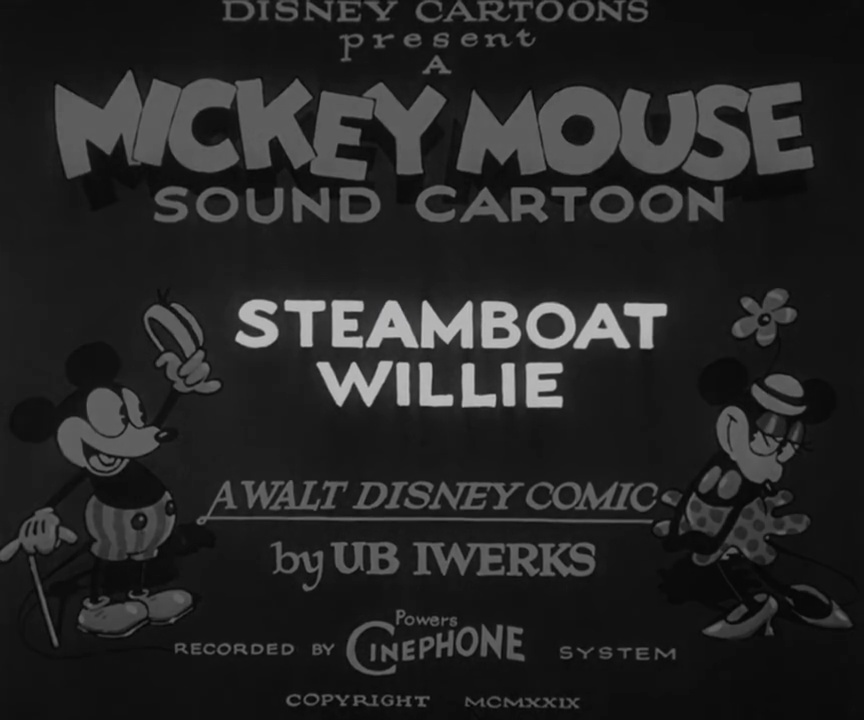 DISNEY CARTOONS
present
A
MICKEY MOUSE
SOUND CARTOON
STEAMBOAT
WILLIE
A WALT DISNEY COMIC
by UB IWERKS
RECORDED BY Powers CINEPHONE SYSTEM
COPYRIGHT MCMXXIX